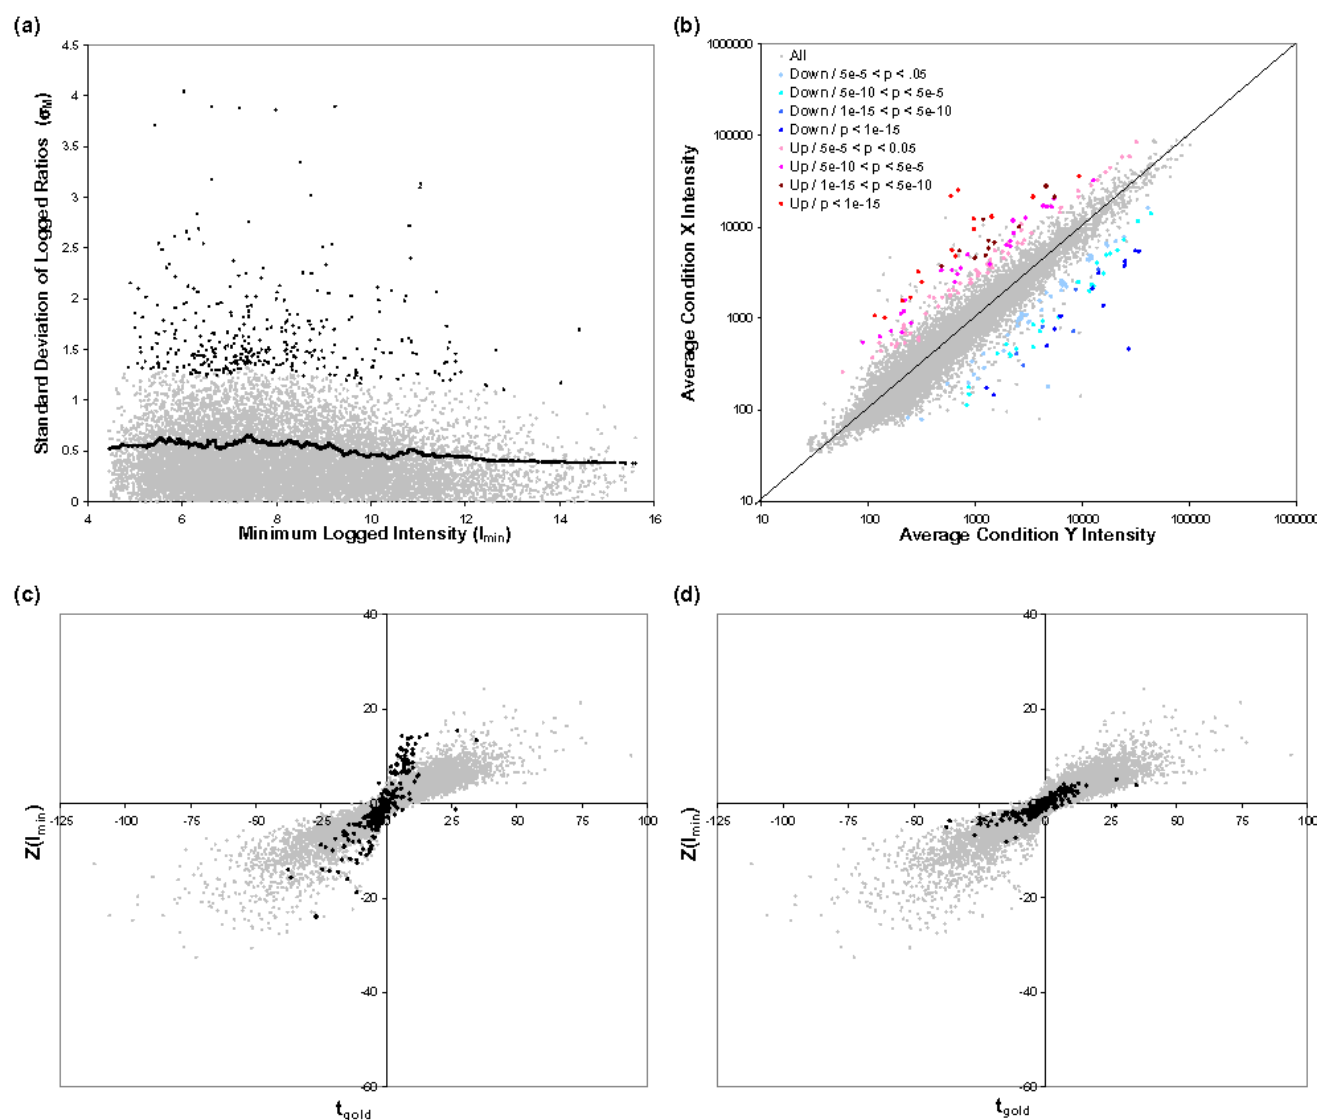 (a)
4.5
4
3.5
3
2.5
2
1.5
1
0.5
0
4 6 8 10 12 14 16
Standard Deviation of Logged Ratios (σM)
Minimum Logged Intensity (Imin)
(b)
1000000
100000
10000
1000
100
10
10 100 1000 10000 100000 1000000
Average Condition X Intensity
Average Condition Y Intensity
All
Down / 5e-5 < p < .05
Down / 5e-10 < p < 5e-5
Down / 1e-15 < p < 5e-10
Down / p < 1e-15
Up / 5e-5 < p < 0.05
Up / 5e-10 < p < 5e-5
Up / 1e-15 < p < 5e-10
Up / p < 1e-15
(c)
40
20
0
-20
-40
-60
-125 -100 -75 -50 -25 0 25 50 75 100
Z(Imin)
tgold
(d)
40
20
0
-20
-40
-60
-125 -100 -75 -50 -25 0 25 50 75 100
Z(Imin)
tgold